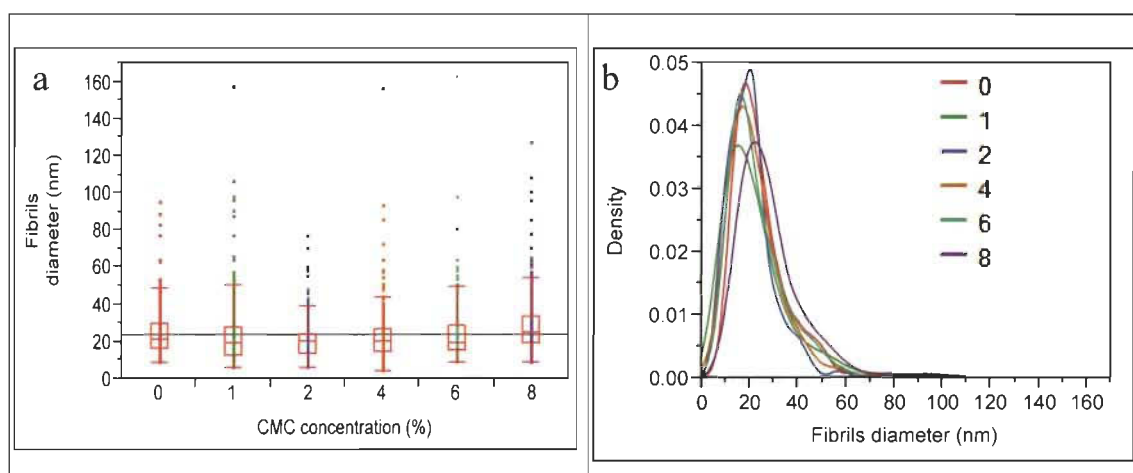 a
Fibrils
diameter (nm)
160
140
120
100
80
60
40
20
0
0 1 2 4 6 8
CMC concentration (%)
b
Density
0.05
0.04
0.03
0.02
0.01
0.00
0
1
2
4
6
8
0 20 40 60 80 100 120 140 160
Fibrils diameter (nm)